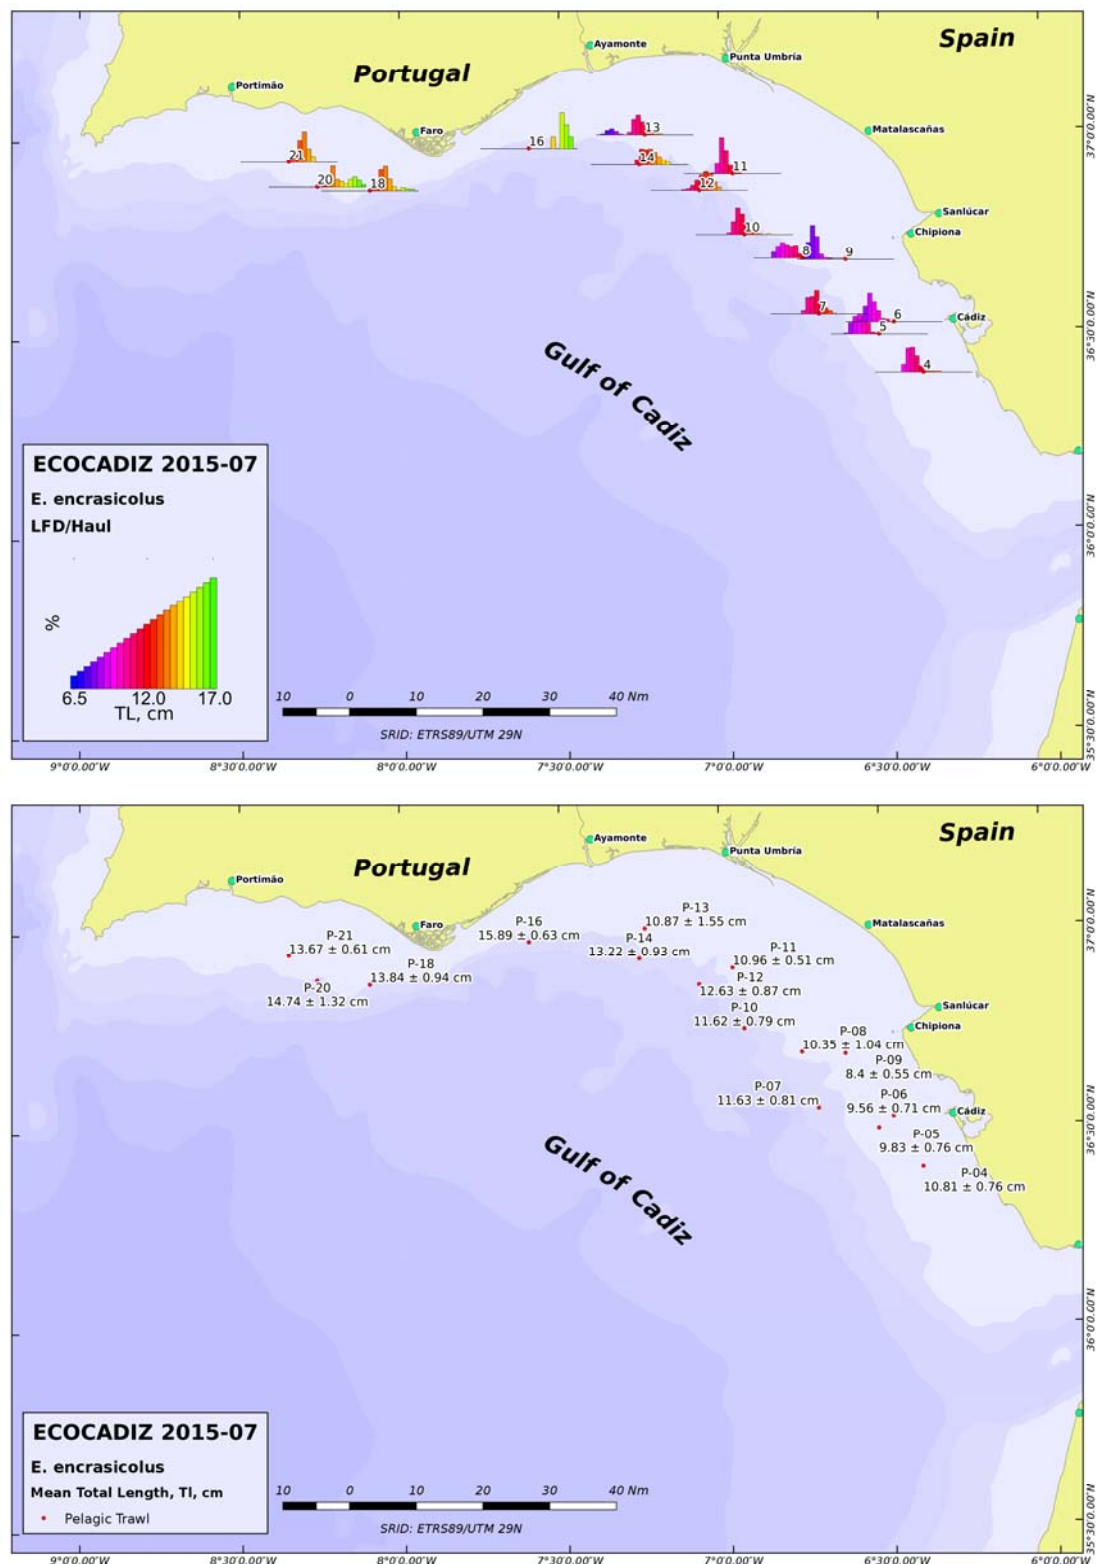 Spain
Ayamonte
Punta Umbría
Portugal
Portimão
Faro
Matalascañas
16
13
21
14
11
20
18
12
Sanlúcar
10
Chipiona
8
9
7
6
Cádiz
5
4
Gulf of Cadiz
ECOCADIZ 2015-07
E. encrasicolus
LFD/Haul
%
6.5 12.0 17.0
TL, cm
10 0 10 20 30 40 Nm
SRID: ETRS89/UTM 29N
37°0'0.00"N
36°30'0.00"N
36°0'0.00"N
35°30'0.00"N
9°0'0.00"W 8°30'0.00"W 8°0'0.00"W 7°30'0.00"W 7°0'0.00"W 6°30'0.00"W 6°0'0.00"W
Spain
Ayamonte
Punta Umbría
Portugal
Portimão
Faro
Matalascañas
P-13
10.87 ± 1.55 cm
P-16
15.89 ± 0.63 cm
P-21
13.67 ± 0.61 cm
P-14
13.22 ± 0.93 cm
P-11
10.96 ± 0.51 cm
P-18
13.84 ± 0.94 cm
P-20
14.74 ± 1.32 cm
P-12
12.63 ± 0.87 cm
P-10
11.62 ± 0.79 cm
Sanlúcar
Chipiona
P-08
10.35 ± 1.04 cm
P-09
8.4 ± 0.55 cm
P-07
11.63 ± 0.81 cm
P-06
9.56 ± 0.71 cm
Cádiz
P-05
9.83 ± 0.76 cm
P-04
10.81 ± 0.76 cm
Gulf of Cadiz
ECOCADIZ 2015-07
E. encrasicolus
Mean Total Length, Tl, cm
Pelagic Trawl
10 0 10 20 30 40 Nm
SRID: ETRS89/UTM 29N
37°0'0.00"N
36°30'0.00"N
36°0'0.00"N
35°30'0.00"N
9°0'0.00"W 8°30'0.00"W 8°0'0.00"W 7°30'0.00"W 7°0'0.00"W 6°30'0.00"W 6°0'0.00"W